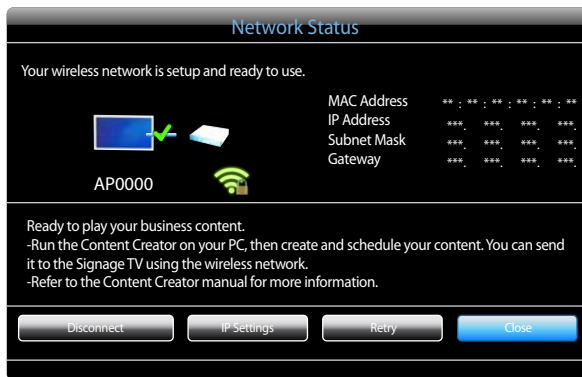 Network Status
Your wireless network is setup and ready to use.
MAC Address ** : ** : ** : ** : ** : **
IP Address ***. ***. ***. ***.
Subnet Mask ***. ***. ***. ***.
Gateway ***. ***. ***. ***.
AP0000
Ready to play your business content.
-Run the Content Creator on your PC, then create and schedule your content. You can send
it to the Signage TV using the wireless network.
-Refer to the Content Creator manual for more information.
Disconnect IP Settings Retry Close